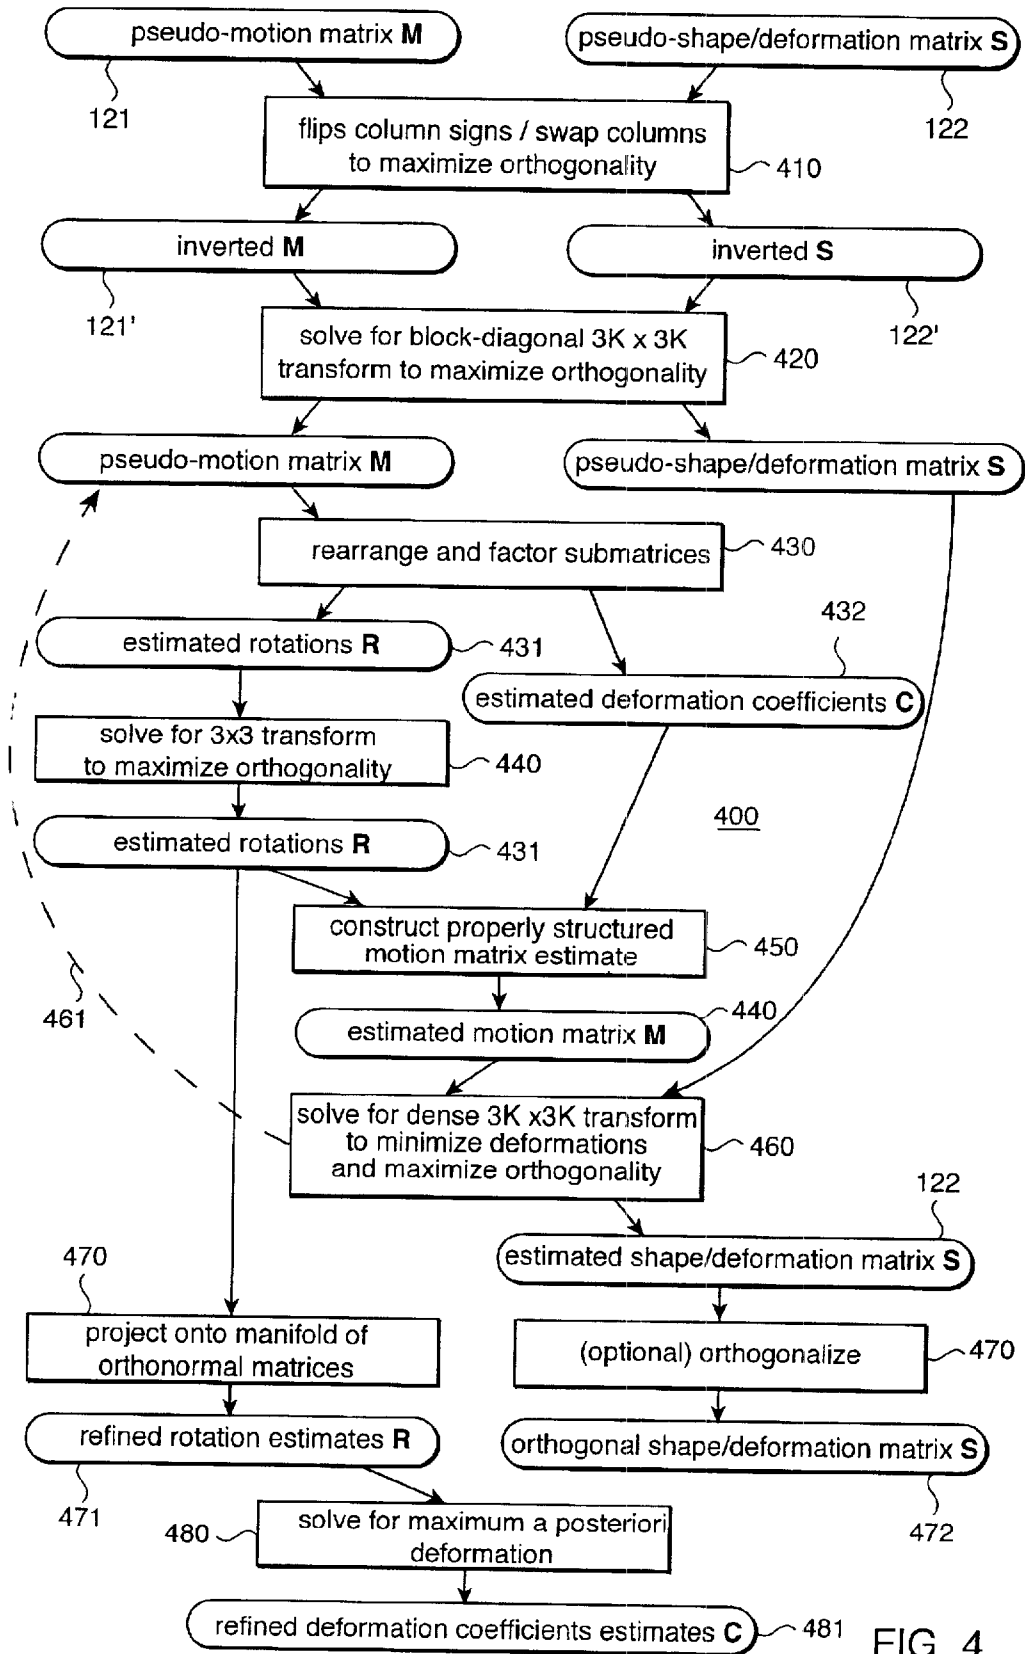 pseudo-motion matrix M
pseudo-shape/deformation matrix S
121
122
flips column signs / swap columns
to maximize orthogonality
410
inverted M
inverted S
121'
122'
solve for block-diagonal 3K x 3K
transform to maximize orthogonality
420
pseudo-motion matrix M
pseudo-shape/deformation matrix S
rearrange and factor submatrices
430
432
estimated rotations R
431
estimated deformation coefficients C
solve for 3x3 transform
to maximize orthogonality
440
400
estimated rotations R
431
construct properly structured
motion matrix estimate
450
461
440
estimated motion matrix M
solve for dense 3K x3K transform
to minimize deformations
and maximize orthogonality
460
122
470
estimated shape/deformation matrix S
project onto manifold of
orthonormal matrices
(optional) orthogonalize
470
refined rotation estimates R
orthogonal shape/deformation matrix S
471
472
480
solve for maximum a posteriori
deformation
refined deformation coefficients estimates C
481
FIG. 4